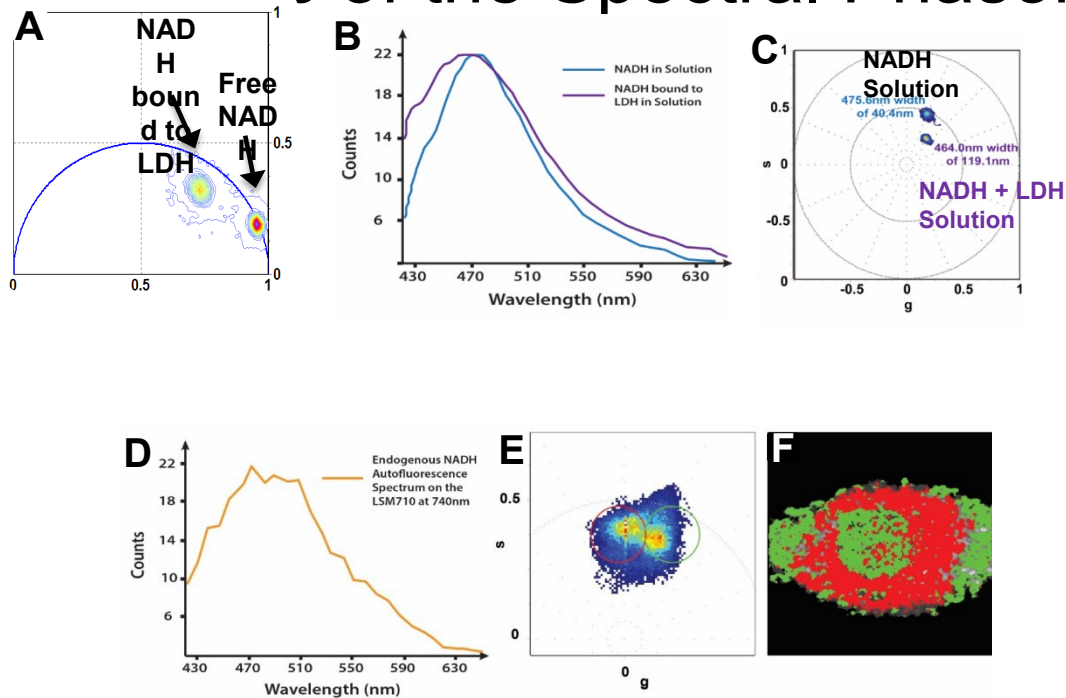 y of the Spectral Phasor
A
NAD
H
boun
d to
LDH
Free
NAD
H
1
0.5
0
0
0.5
1
B
22
18
14
10
6
Counts
NADH in Solution
NADH bound to
LDH in Solution
430
470
510
550
590
630
Wavelength (nm)
C
NADH
Solution
475.6nm width
of 40.4nm
464.0nm width
of 119.1nm
NADH + LDH
Solution
1
0.5
0
-0.5
0
s
-0.5
0
0.5
1
g
D
22
18
14
10
6
Counts
Endogenous NADH
Autofluorescence
Spectrum on the
LSM710 at 740nm
430
470
510
550
590
630
Wavelength (nm)
E
0.5
s
0
0
g
F